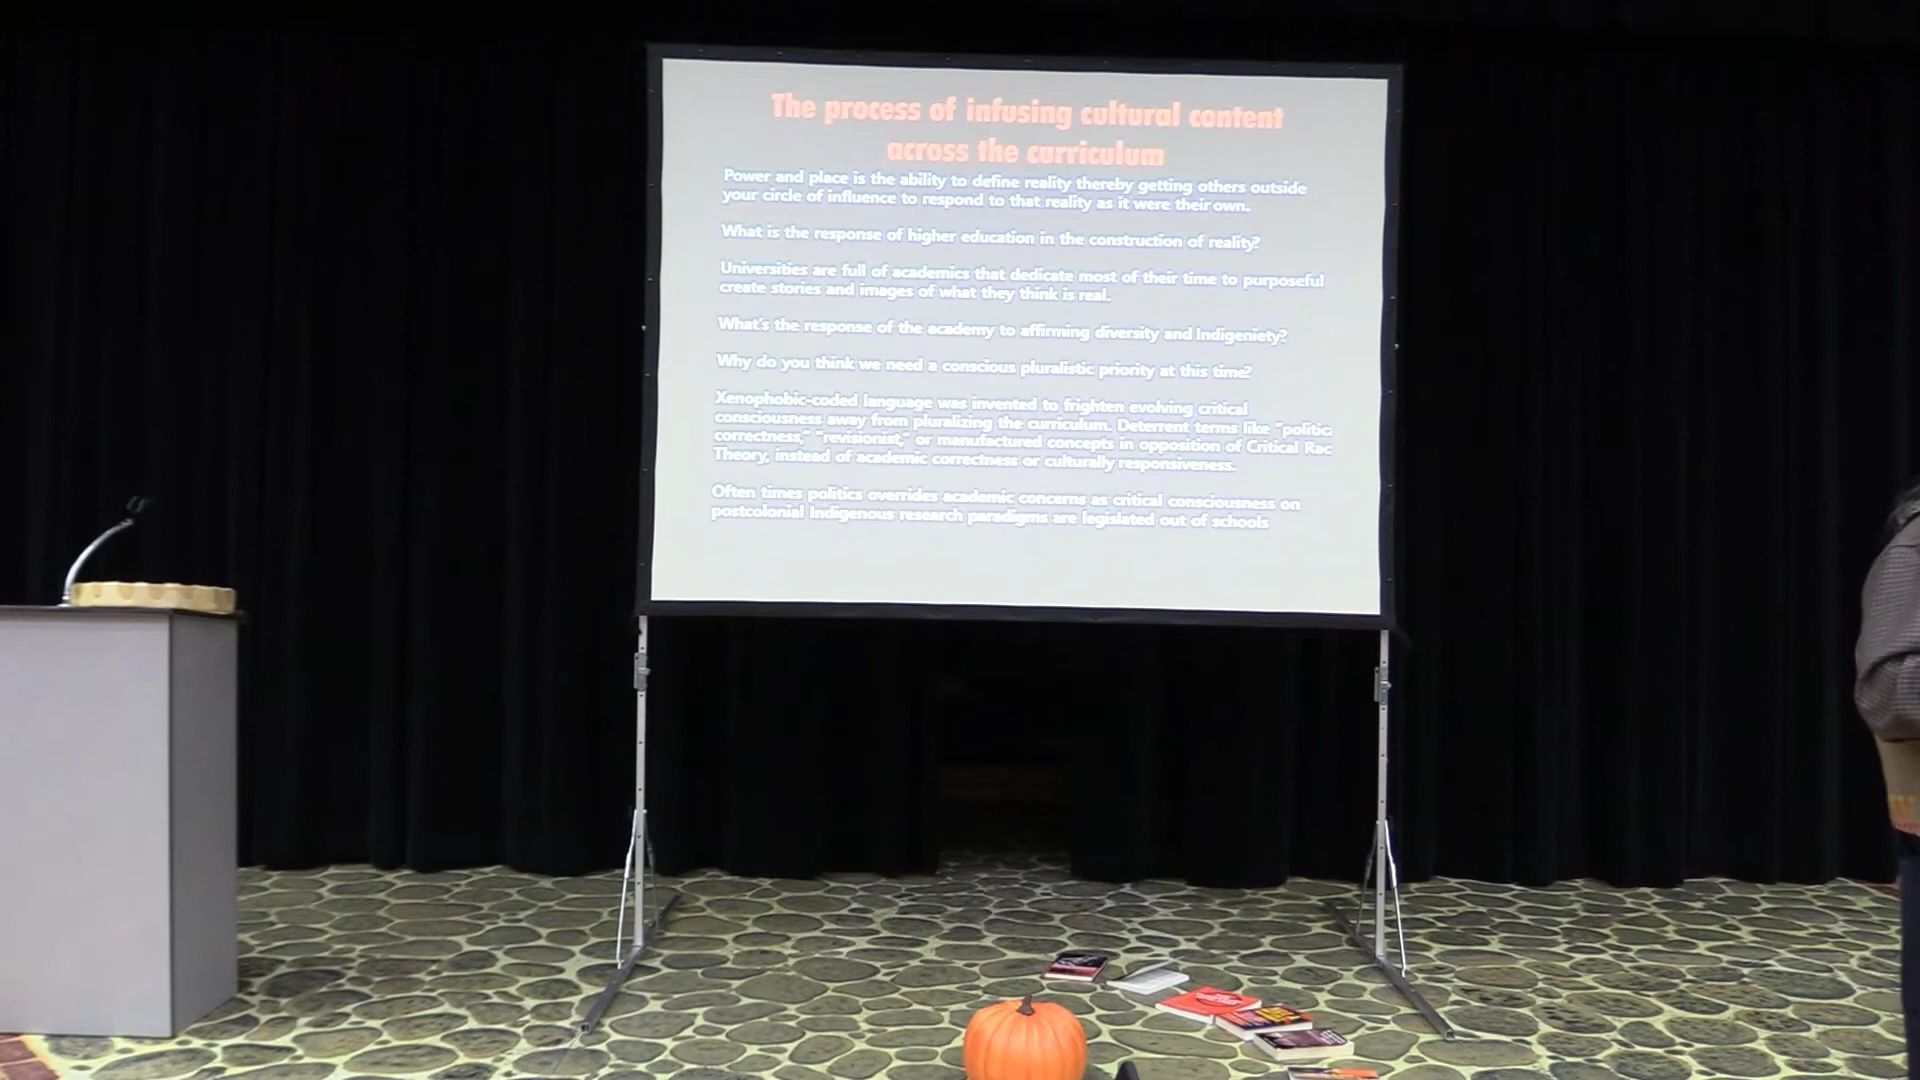 The process of infusing cultural content
across the curriculum
Power and place is the ability to define reality thereby getting others outside
your circle of influence to respond to that reality as it were their own.
What is the response of higher education in the construction of reality?
Universities are full of academics that dedicate most of their time to purposeful
create stories and images of what they think is real.
What's the response of the academy to affirming diversity and Indigeniety?
Why do you think we need a conscious pluralistic priority at this time?
Xenophobic-coded language was invented to frighten evolving critical
consciousness away from pluralizing the curriculum. Deterrent terms like "politic
correctness," "revisionist," or manufactured concepts in opposition of Critical Rac
Theory, instead of academic correctness or culturally responsiveness.
Often times politics overrides academic concerns as critical consciousness on
postcolonial Indigenous research paradigms are legislated out of schools